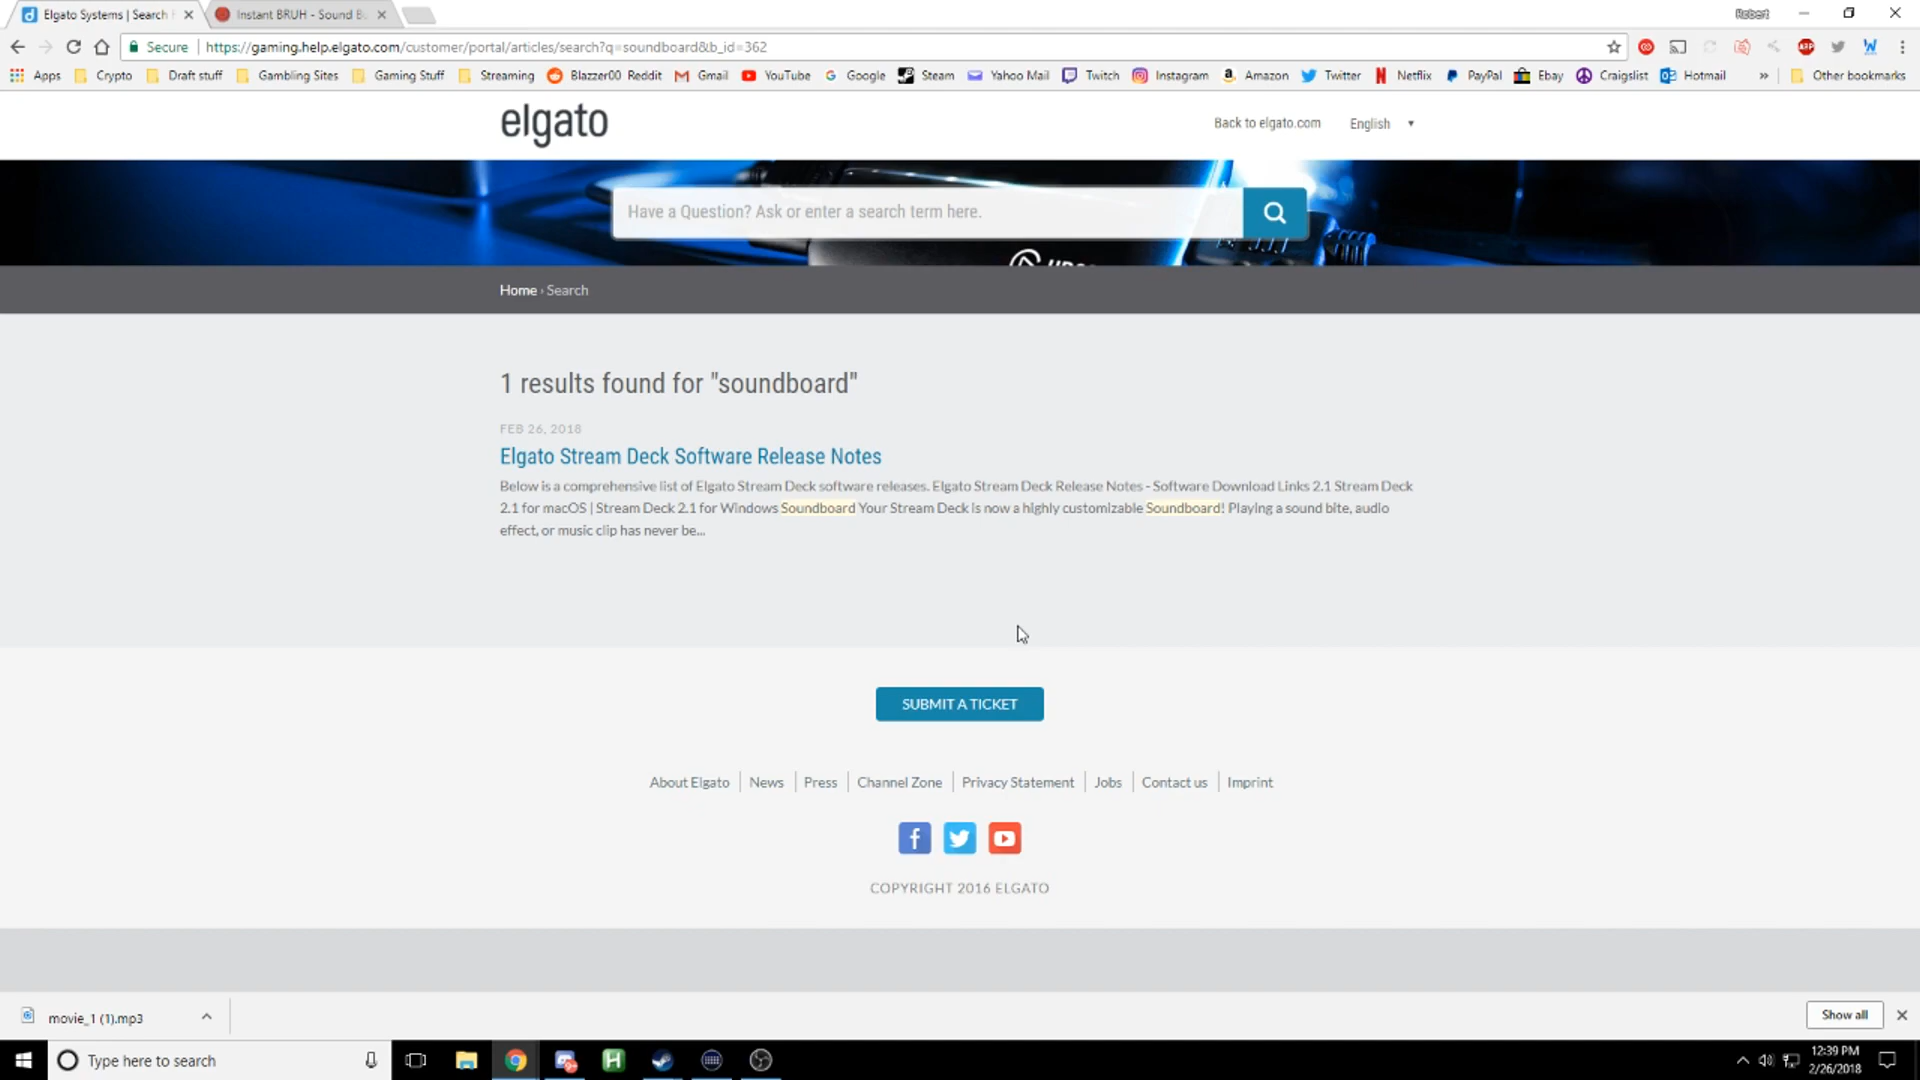 Elgato Systems | Search
Instant BRUH - Sound Bu
Robert
Secure
https://gaming.help.elgato.com/customer/portal/articles/search?q=soundboard&b_id=362
ABP
Apps
Crypto
Draft stuff
Gambling Sites
Gaming Stuff
Streaming
Blazzer00 Reddit
Gmail
YouTube
Google
Steam
Yahoo Mail
Twitch
Instagram
Amazon
Twitter
Netflix
PayPal
Ebay
Craigslist
Hotmail
»
Other bookmarks
elgato
Back to elgato.com
English
Have a Question? Ask or enter a search term here.
Home › Search
1 results found for "soundboard"
FEB 26, 2018
Elgato Stream Deck Software Release Notes
Below is a comprehensive list of Elgato Stream Deck software releases. Elgato Stream Deck Release Notes - Software Download Links 2.1 Stream Deck
2.1 for macOS | Stream Deck 2.1 for Windows Soundboard Your Stream Deck is now a highly customizable Soundboard! Playing a sound bite, audio
effect, or music clip has never be...
SUBMIT A TICKET
About Elgato
News
Press
Channel Zone
Privacy Statement
Jobs
Contact us
Imprint
COPYRIGHT 2016 ELGATO
movie_1 (1).mp3
Show all
Type here to search
12:39 PM
2/26/2018